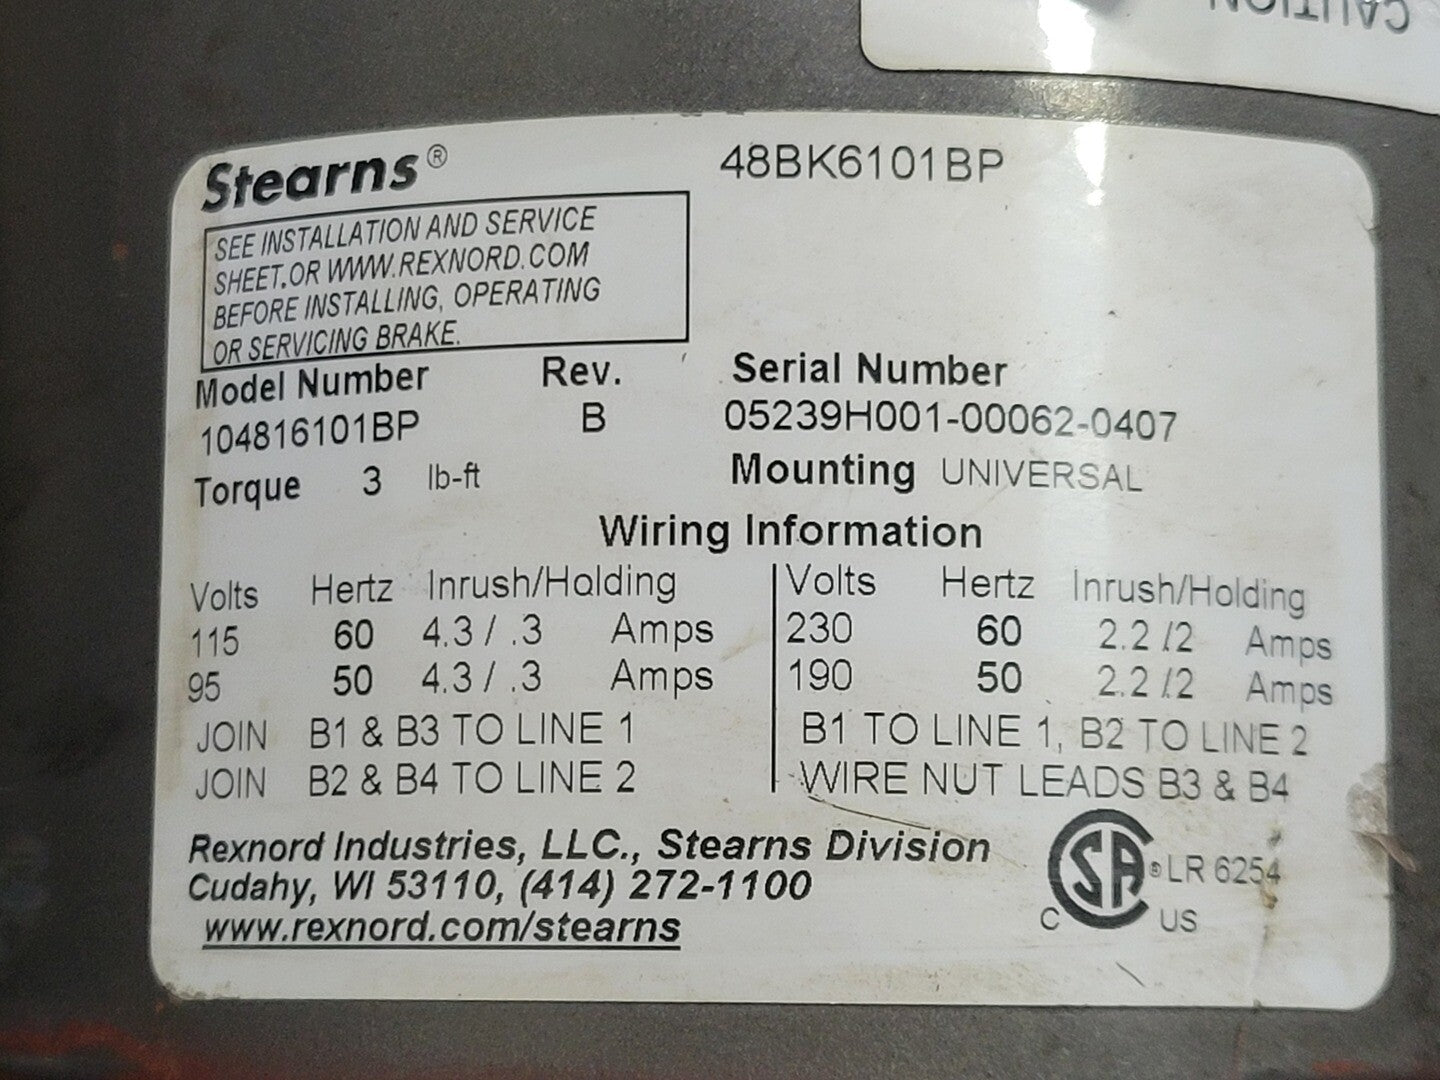 CAUTION
Stearns®
48BK6101BP
SEE INSTALLATION AND SERVICE
SHEET.OR WWW.REXNORD.COM
BEFORE INSTALLING, OPERATING
OR SERVICING BRAKE.
Model Number Rev. Serial Number
104816101BP B 05239H001-00062-0407
Torque 3 lb-ft Mounting UNIVERSAL
Wiring Information
Volts Hertz Inrush/Holding Volts Hertz Inrush/Holding
115 60 4.3 / .3 Amps 230 60 2.2 /.2 Amps
95 50 4.3 / .3 Amps 190 50 2.2 /.2 Amps
JOIN B1 & B3 TO LINE 1 B1 TO LINE 1, B2 TO LINE 2
JOIN B2 & B4 TO LINE 2 WIRE NUT LEADS B3 & B4
Rexnord Industries, LLC., Stearns Division
Cudahy, WI 53110, (414) 272-1100
www.rexnord.com/stearns
C SA ® US LR 6254